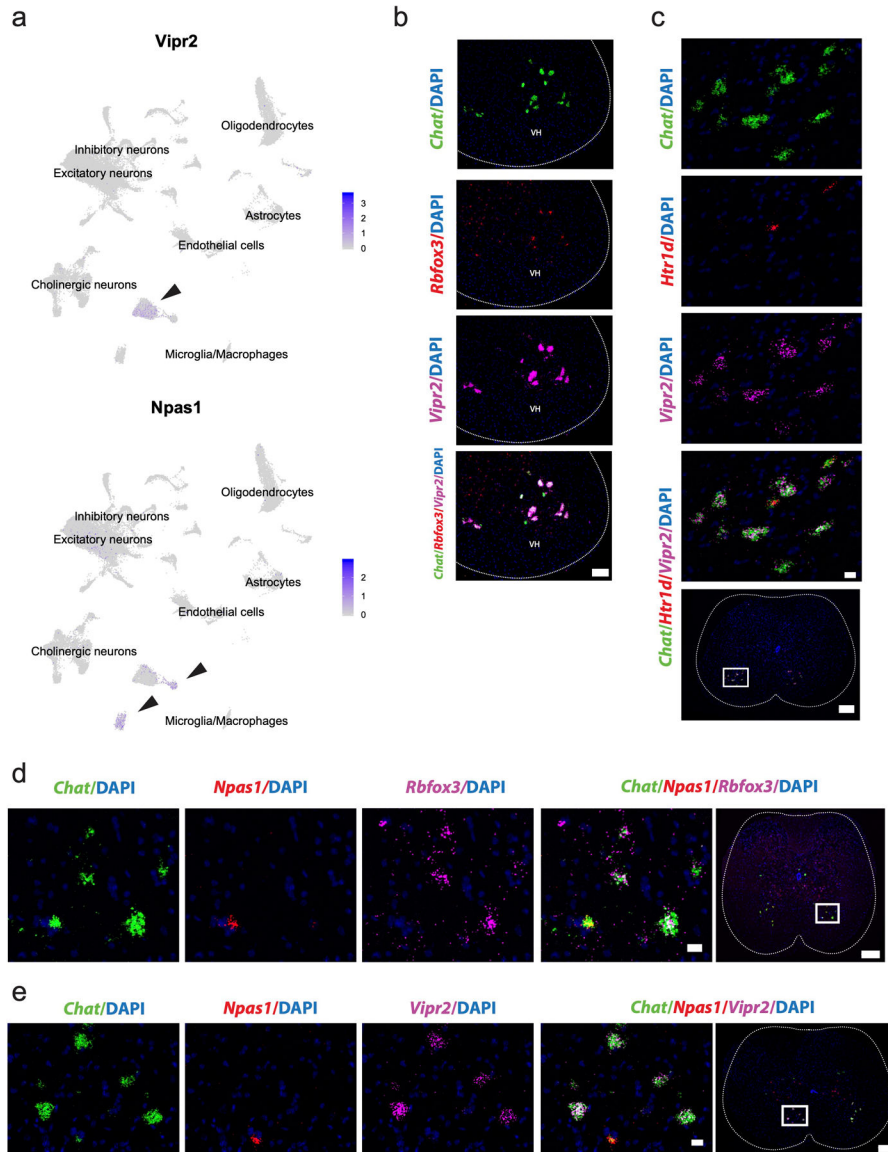 a
Vipr2
Oligodendrocytes
Inhibitory neurons
Excitatory neurons
3
2
1
0
Astrocytes
Endothelial cells
Cholinergic neurons
Microglia/Macrophages
Npas1
Oligodendrocytes
Inhibitory neurons
Excitatory neurons
2
1
0
Astrocytes
Endothelial cells
Cholinergic neurons
Microglia/Macrophages
b
Chat/DAPI
VH
Rbfox3/DAPI
VH
Vipr2/DAPI
VH
Chat/Rbfox3/Vipr2/DAPI
VH
c
Chat/DAPI
Htr1d/DAPI
Vipr2/DAPI
Chat/Htr1d/Vipr2/DAPI
d
Chat/DAPI
Npas1/DAPI
Rbfox3/DAPI
Chat/Npas1/Rbfox3/DAPI
e
Chat/DAPI
Npas1/DAPI
Vipr2/DAPI
Chat/Npas1/Vipr2/DAPI